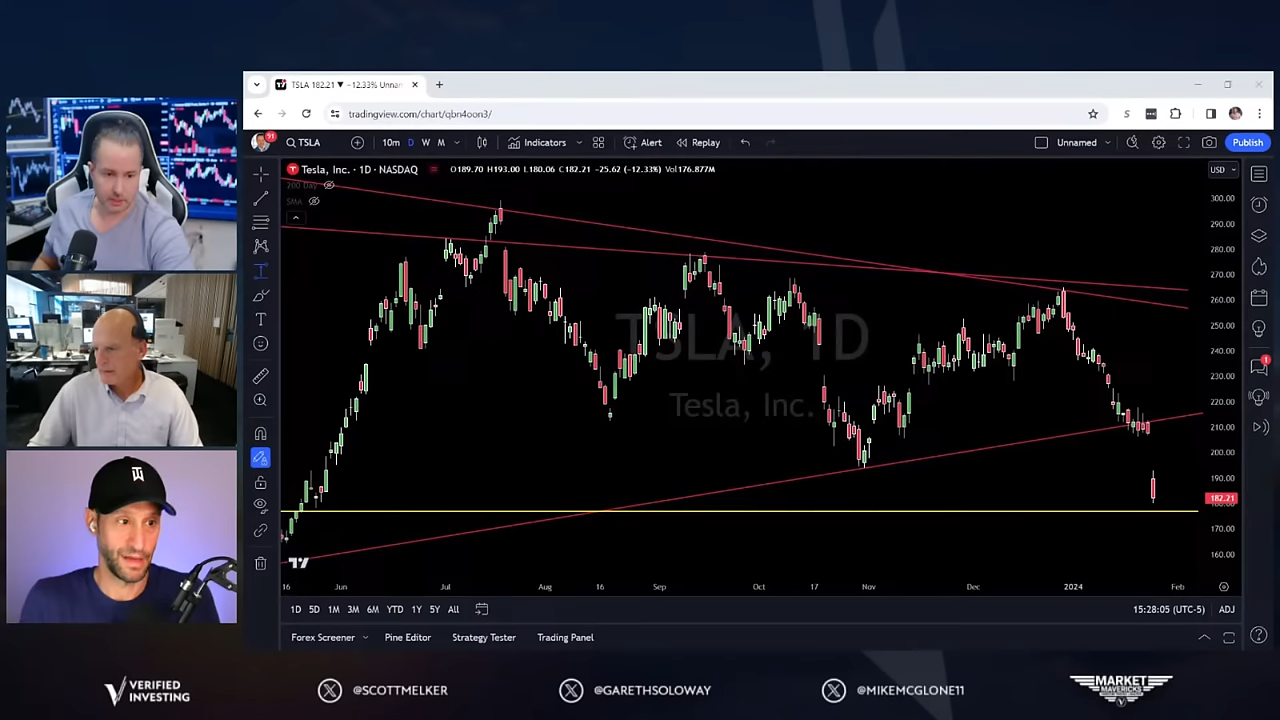 TSLA 182.21 ▼ −12.33% Unnan
tradingview.com/chart/qbn4oon3/
91
TSLA
10m D W M
Indicators
Alert
Replay
Unnamed
Publish
Tesla, Inc. · 1D · NASDAQ O189.70 H193.00 L180.06 C182.21 −25.62 (−12.33%) Vol176.877M
USD
200 Day
SMA
300.00
290.00
280.00
270.00
260.00
250.00
240.00
230.00
220.00
210.00
200.00
190.00
182.21
170.00
160.00
TSLA, 1D
Tesla, Inc.
1
16 Jun Jul Aug 16 Sep Oct 17 Nov Dec 2024 Feb
1D 5D 1M 3M 6M YTD 1Y 5Y All
15:28:05 (UTC-5) ADJ
Forex Screener Pine Editor Strategy Tester Trading Panel
VERIFIED
INVESTING
@SCOTTMELKER
@GARETHSOLOWAY
@MIKEMCGLONE11
MARKET
MAVERICKS